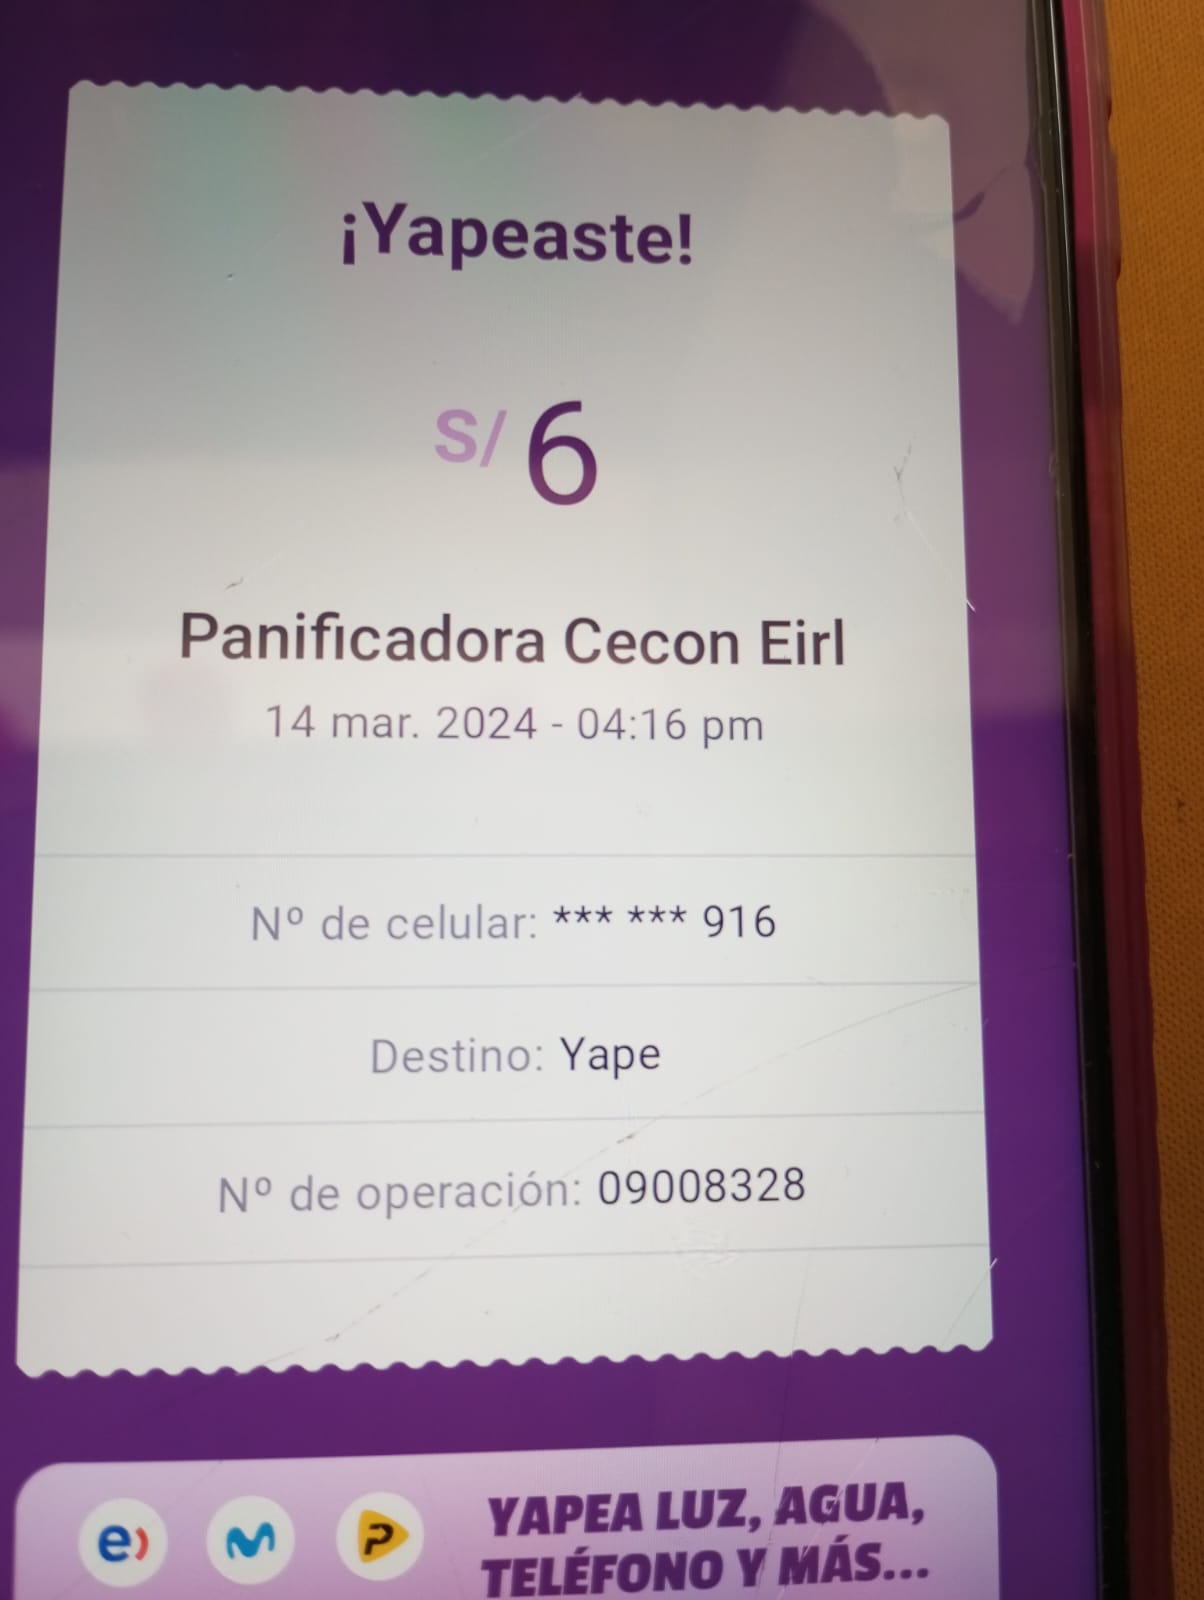 ¡Yapeaste!
S/ 6
Panificadora Cecon Eirl
14 mar. 2024 - 04:16 pm
Nº de celular: *** *** 916
Destino: Yape
Nº de operación: 09008328
e)
YAPEA LUZ, AGUA,
TELÉFONO Y MÁS...